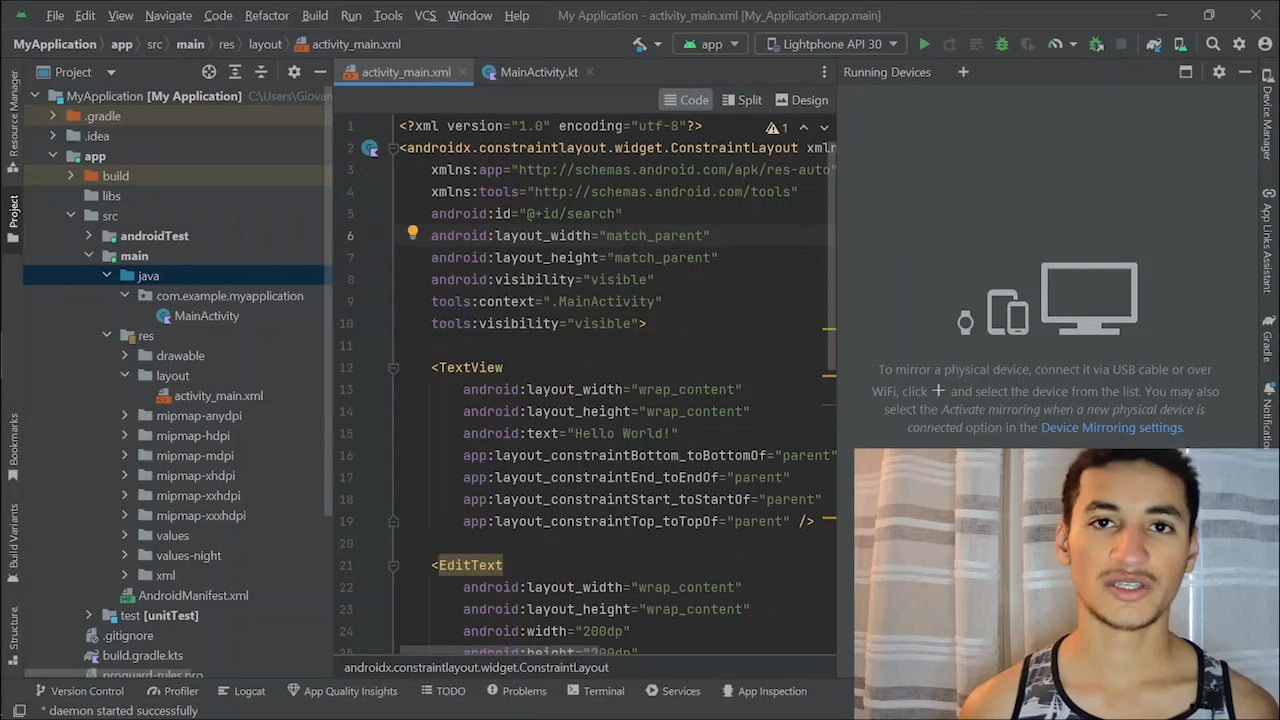 File Edit View Navigate Code Refactor Build Run Tools VCS Window Help My Application - activity_main.xml [My_Application.app.main]
MyApplication app src main res layout activity_main.xml app Lightphone API 30
Project activity_main.xml MainActivity.kt Running Devices
Code Split Design
Resource Manager
Project
Bookmarks
Build Variants
Structure
MyApplication [My Application] C:\Users\Giovan
.gradle
.idea
app
build
libs
src
androidTest
main
java
com.example.myapplication
MainActivity
res
drawable
layout
activity_main.xml
mipmap-anydpi
mipmap-hdpi
mipmap-mdpi
mipmap-xhdpi
mipmap-xxhdpi
mipmap-xxxhdpi
values
values-night
xml
AndroidManifest.xml
test [unitTest]
.gitignore
build.gradle.kts
proguard-rules.pro
1 <?xml version="1.0" encoding="utf-8"?> 1
2 <androidx.constraintlayout.widget.ConstraintLayout xmln
3 xmlns:app="http://schemas.android.com/apk/res-auto
4 xmlns:tools="http://schemas.android.com/tools"
5 android:id="@+id/search"
6 android:layout_width="match_parent"
7 android:layout_height="match_parent"
8 android:visibility="visible"
9 tools:context=".MainActivity"
10 tools:visibility="visible">
11
12 <TextView
13 android:layout_width="wrap_content"
14 android:layout_height="wrap_content"
15 android:text="Hello World!"
16 app:layout_constraintBottom_toBottomOf="parent"
17 app:layout_constraintEnd_toEndOf="parent"
18 app:layout_constraintStart_toStartOf="parent"
19 app:layout_constraintTop_toTopOf="parent" />
20
21 <EditText
22 android:layout_width="wrap_content"
23 android:layout_height="wrap_content"
24 android:width="200dp"
25 android:height="200dp"
androidx.constraintlayout.widget.ConstraintLayout
To mirror a physical device, connect it via USB cable or over
WiFi, click + and select the device from the list. You may also
select the Activate mirroring when a new physical device is
connected option in the Device Mirroring settings.
Device Manager
App Links Assistant
Gradle
Notification
Version Control Profiler Logcat App Quality Insights TODO Problems Terminal Services App Inspection
* daemon started successfully